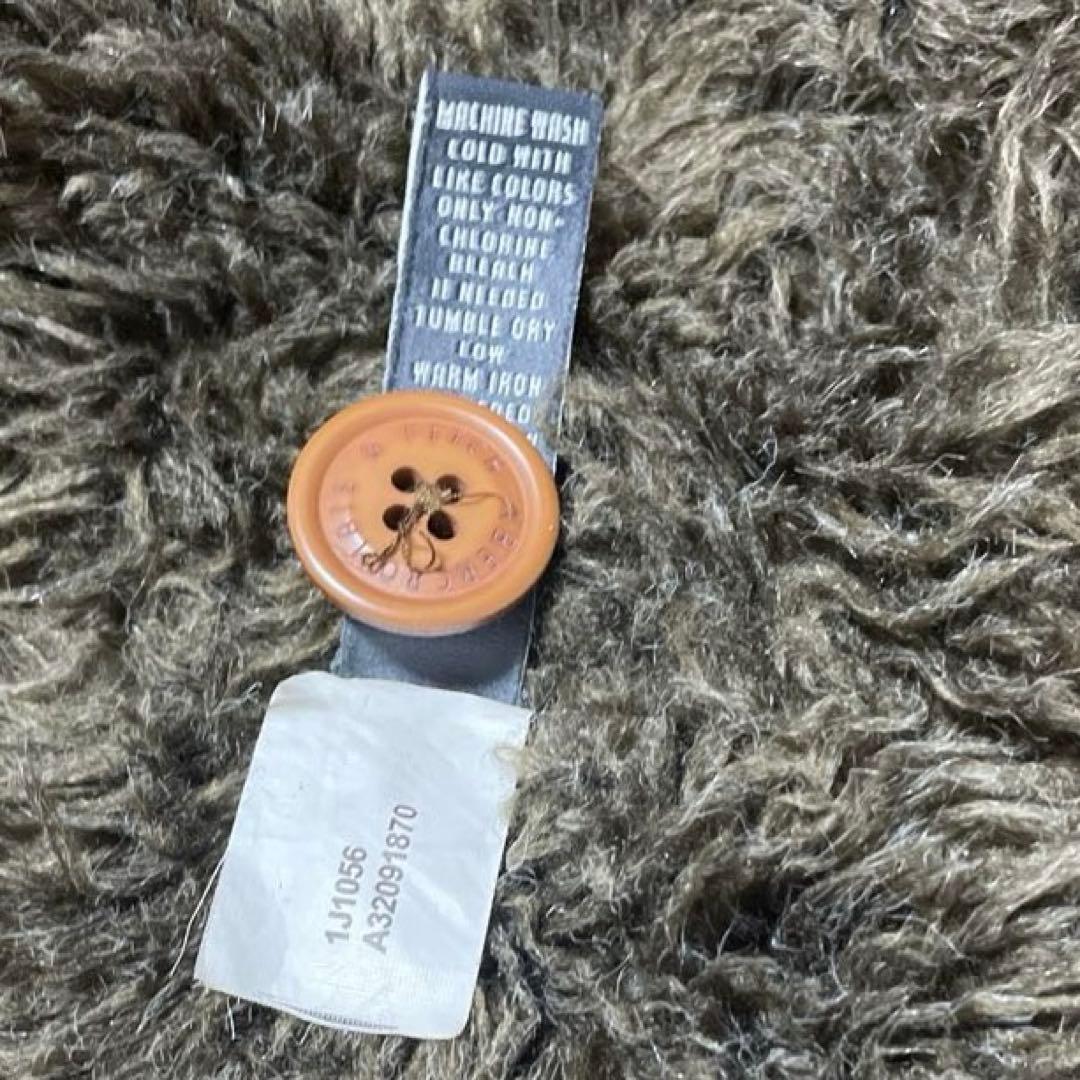 MACHINE WASH
COLD WITH
LIKE COLORS
ONLY NON-
CHLORINE
BLEACH
IF NEEDED
TUMBLE DRY
LOW
WARM IRON
1J1056
A32091870